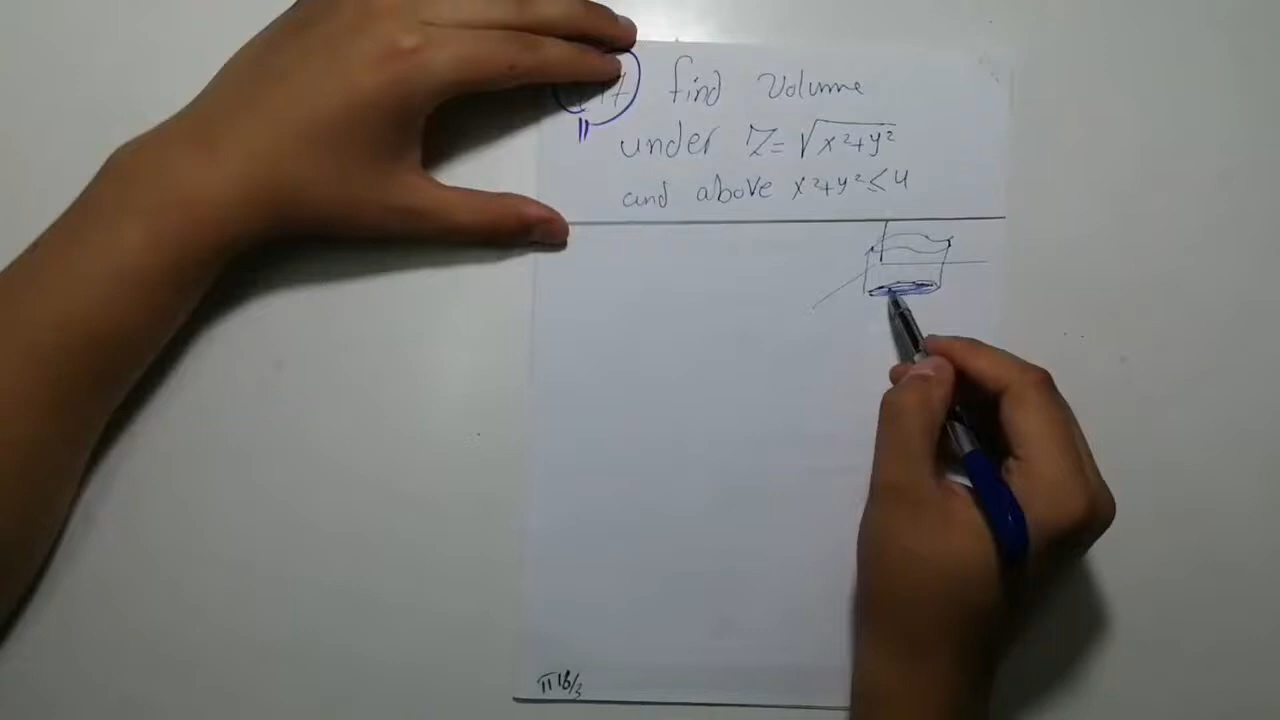 find Volume
under Z=√x²+y²
and above x²+y²≤4
π16/3